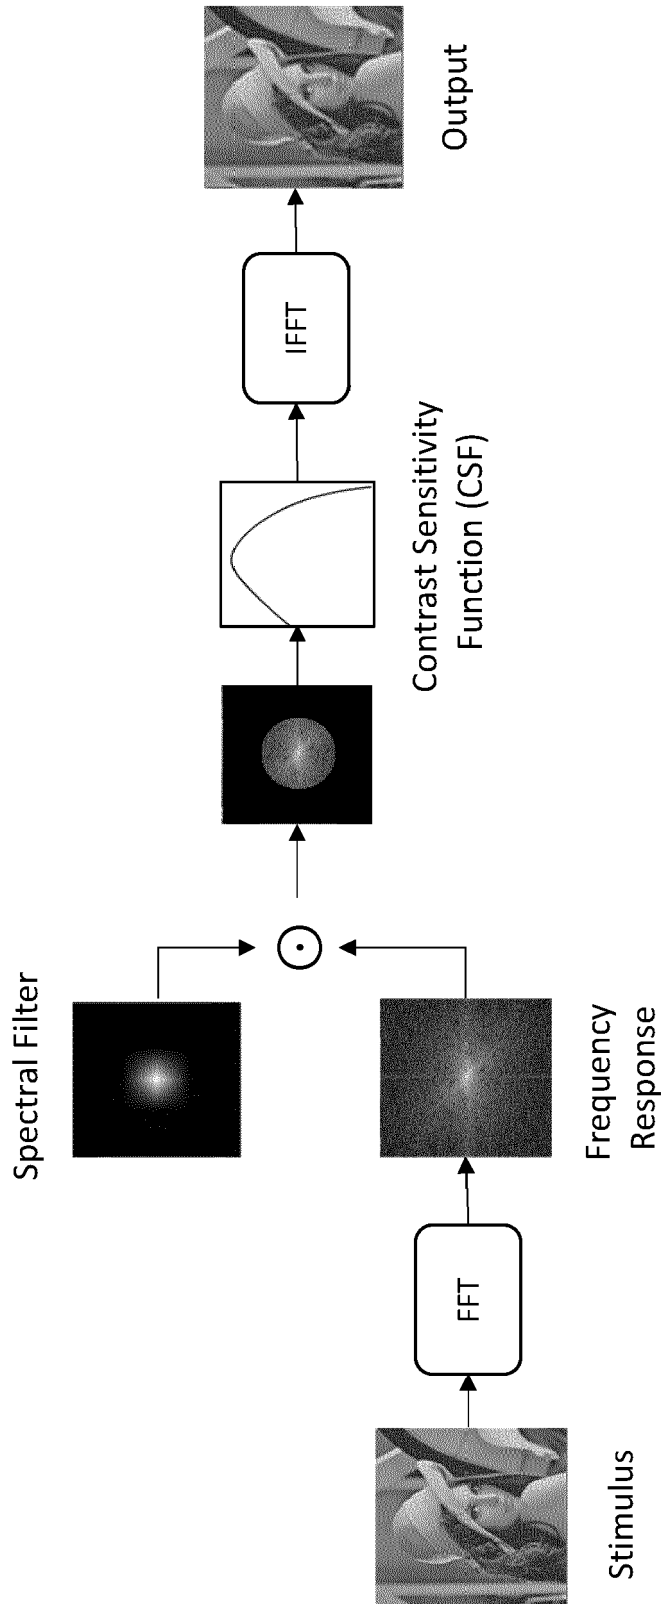 Stimulus
FFT
Frequency
Response
Spectral Filter
Contrast Sensitivity
Function (CSF)
IFFT
Output